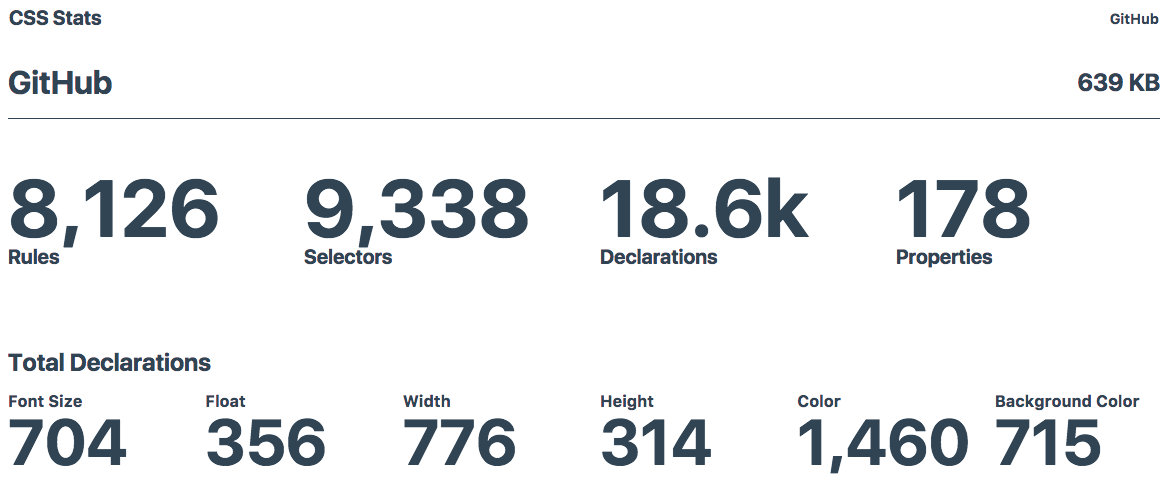 CSS Stats GitHub
GitHub 639 KB
8,126 9,338 18.6k 178
Rules Selectors Declarations Properties
Total Declarations
Font Size Float Width Height Color Background Color
704 356 776 314 1,460 715